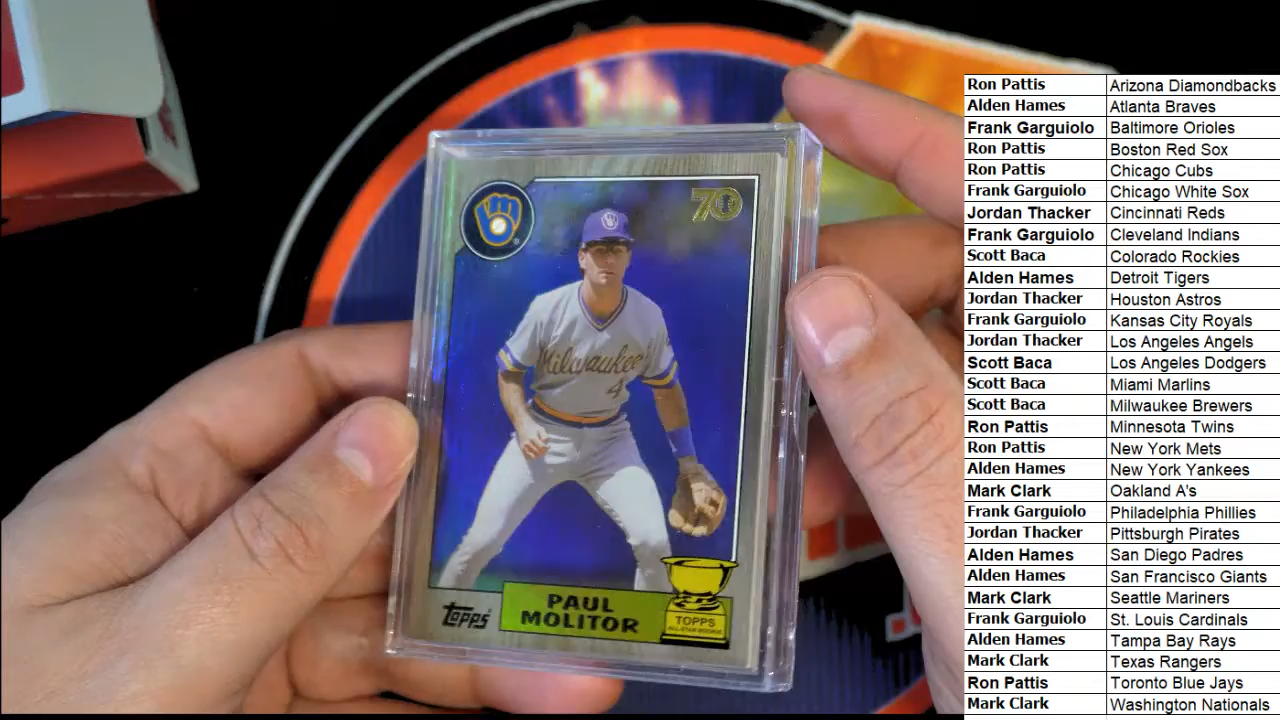 70
Milwaukee
4
PAUL
MOLITOR
Topps
TOPPS
ALL-STAR ROOKIE
Ron Pattis Arizona Diamondbacks
Alden Hames Atlanta Braves
Frank Garguiolo Baltimore Orioles
Ron Pattis Boston Red Sox
Ron Pattis Chicago Cubs
Frank Garguiolo Chicago White Sox
Jordan Thacker Cincinnati Reds
Frank Garguiolo Cleveland Indians
Scott Baca Colorado Rockies
Alden Hames Detroit Tigers
Jordan Thacker Houston Astros
Frank Garguiolo Kansas City Royals
Jordan Thacker Los Angeles Angels
Scott Baca Los Angeles Dodgers
Scott Baca Miami Marlins
Scott Baca Milwaukee Brewers
Ron Pattis Minnesota Twins
Ron Pattis New York Mets
Alden Hames New York Yankees
Mark Clark Oakland A's
Frank Garguiolo Philadelphia Phillies
Jordan Thacker Pittsburgh Pirates
Alden Hames San Diego Padres
Alden Hames San Francisco Giants
Mark Clark Seattle Mariners
Frank Garguiolo St. Louis Cardinals
Alden Hames Tampa Bay Rays
Mark Clark Texas Rangers
Ron Pattis Toronto Blue Jays
Mark Clark Washington Nationals